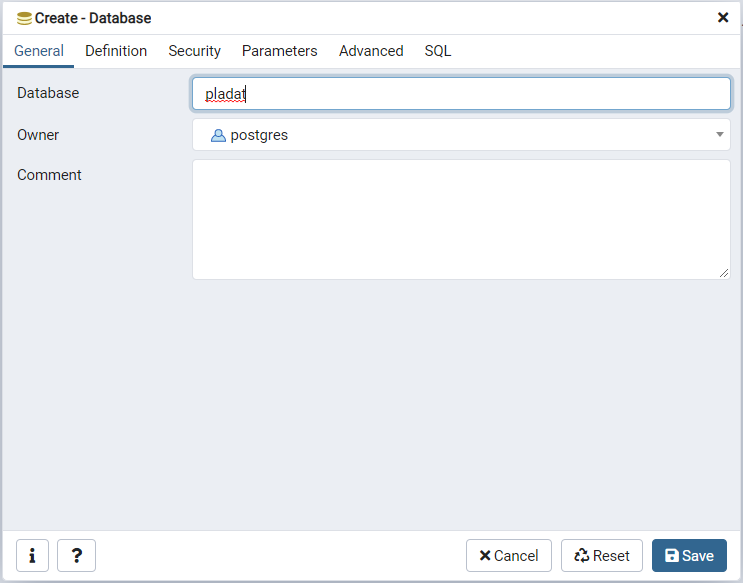 Create - Database
General Definition Security Parameters Advanced SQL
Database pladat
Owner postgres
Comment
i ? Cancel Reset Save